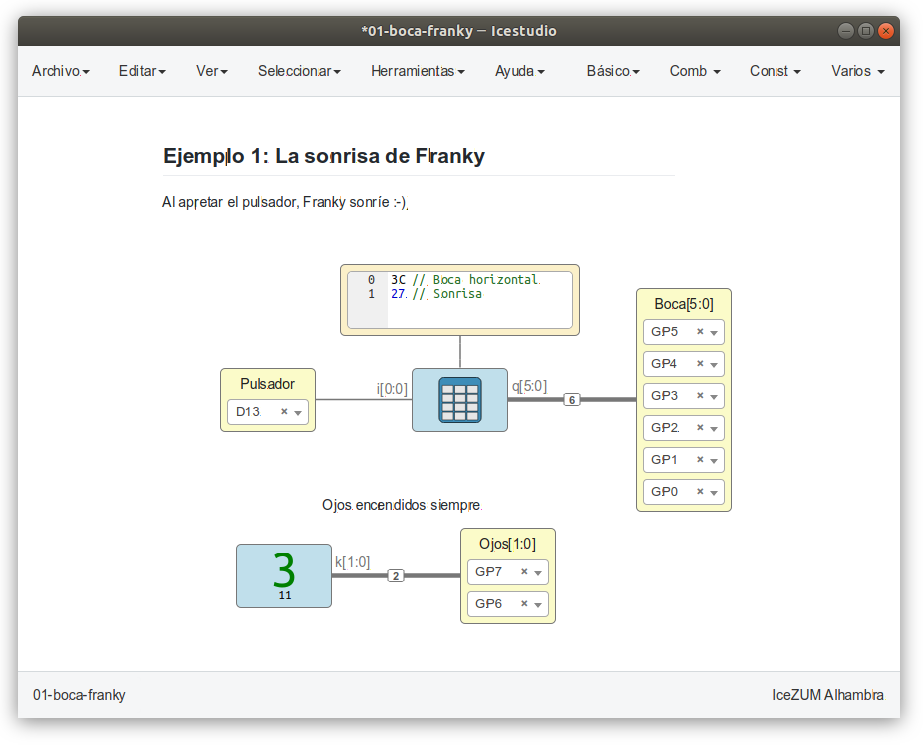 *01-boca-franky — Icestudio
Archivo Editar Ver Seleccionar Herramientas Ayuda Básico Comb Const Varios
Ejemplo 1: La sonrisa de Franky
Al apretar el pulsador, Franky sonríe :-)
0 3C // Boca horizontal
1 27 // Sonrisa
Boca[5:0]
GP5
GP4
GP3
GP2
GP1
GP0
Pulsador
D13
i[0:0]
q[5:0]
6
Ojos encendidos siempre
3
11
k[1:0]
2
Ojos[1:0]
GP7
GP6
01-boca-franky IceZUM Alhambra